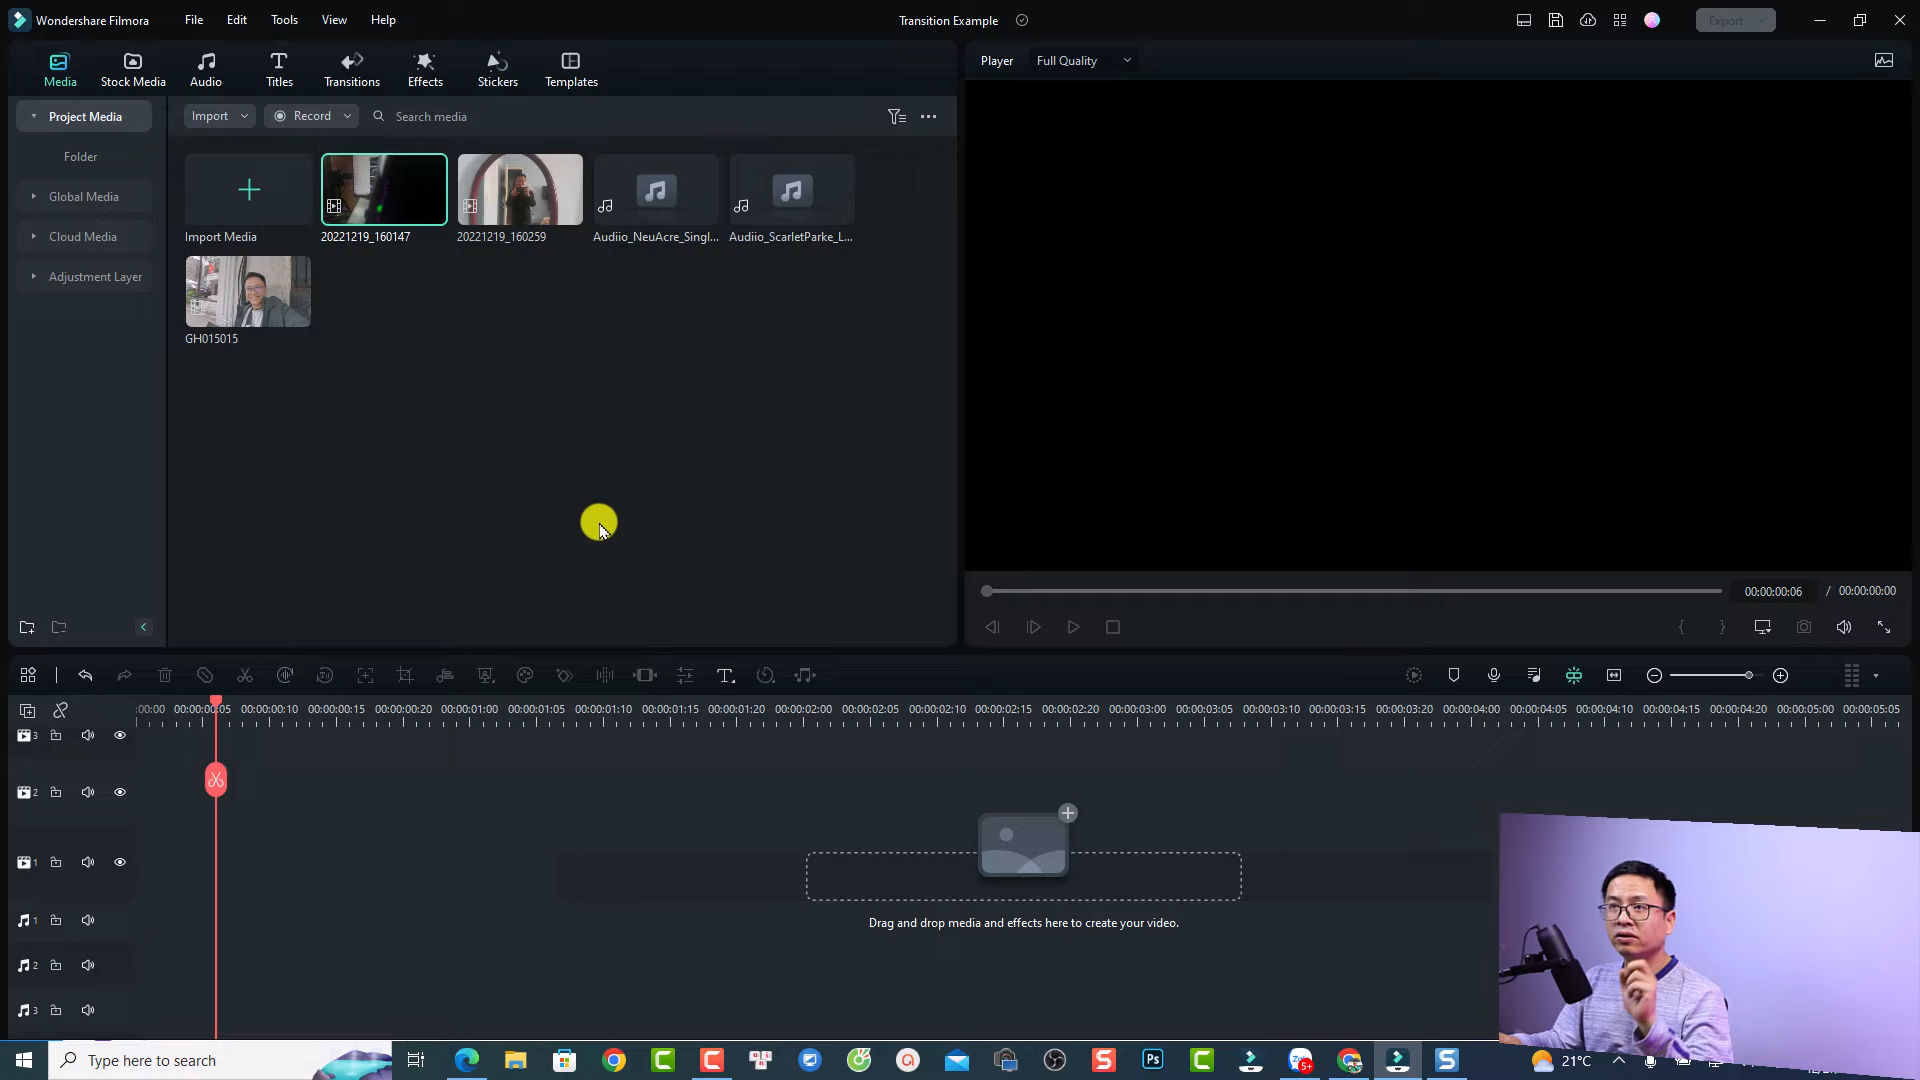 Wondershare Filmora
File
Edit
Tools
View
Help
Transition Example
Export
Media
Stock Media
Audio
Titles
Transitions
Effects
Stickers
Templates
Player
Full Quality
Project Media
Import
Record
Search media
Folder
Global Media
Cloud Media
Adjustment Layer
Import Media
20221219_160147
20221219_160259
Audiio_NeuAcre_Singl...
Audiio_ScarletParke_L...
GH015015
00:00:00:06 / 00:00:00:00
:00:00 00:00:00:05 00:00:00:10 00:00:00:15 00:00:00:20 00:00:01:00 00:00:01:05 00:00:01:10 00:00:01:15 00:00:01:20 00:00:02:00 00:00:02:05 00:00:02:10 00:00:02:15 00:00:02:20 00:00:03:00 00:00:03:05 00:00:03:10 00:00:03:15 00:00:03:20 00:00:04:00 00:00:04:05 00:00:04:10 00:00:04:15 00:00:04:20 00:00:05:00 00:00:05:05
3
2
1
1
2
3
Drag and drop media and effects here to create your video.
Type here to search
Ps
5+
21°C